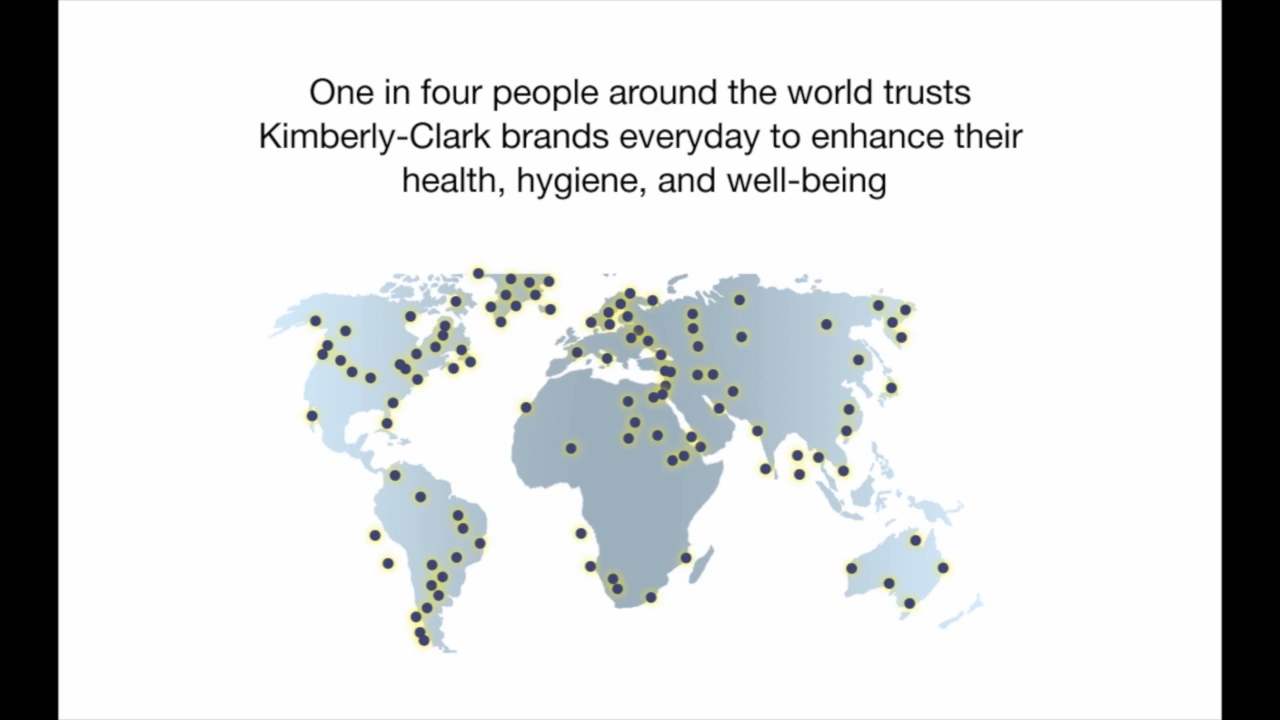 One in four people around the world trusts
Kimberly-Clark brands everyday to enhance their
health, hygiene, and well-being